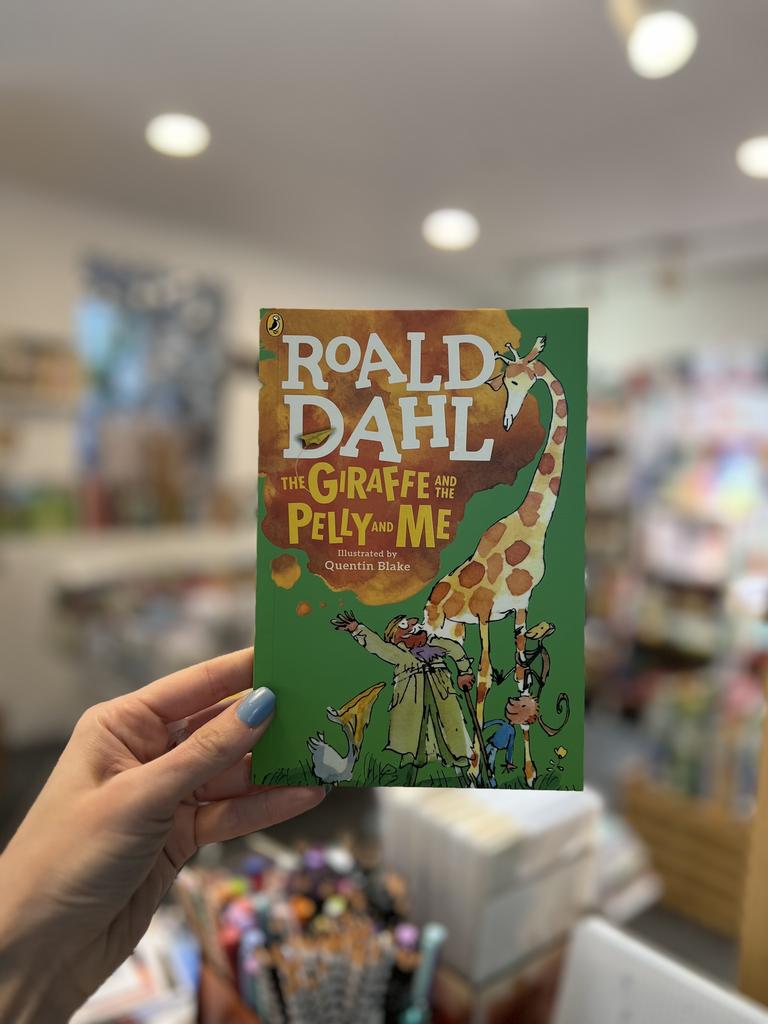 ROALD
DAHL
THE GIRAFFE AND THE
PELLY AND ME
Illustrated by
Quentin Blake